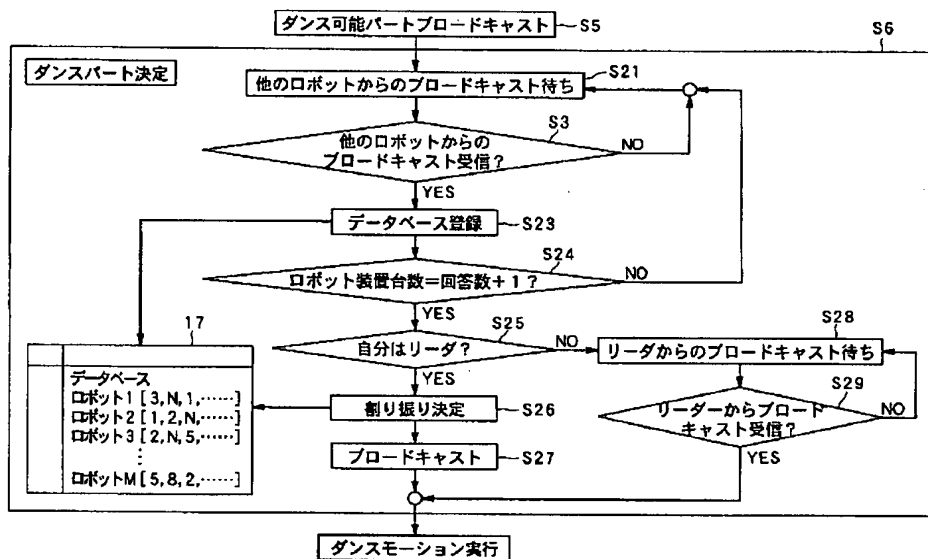 ダンス可能パートブロードキャスト
S5
S6
ダンスパート決定
S21
他のロボットからのブロードキャスト待ち
S3
他のロボットからの
ブロードキャスト受信?
NO
YES
データベース登録
S23
S24
ロボット装置台数=回答数+1?
NO
YES
S25
自分はリーダ?
NO
YES
S28
リーダからのブロードキャスト待ち
S29
リーダーからブロード
キャスト受信?
NO
YES
17
データベース
ロボット1 [3,N,1,……]
ロボット2 [1,2,N,……]
ロボット3 [2,N,5,……]
⋮
ロボットM [5,8,2,……]
割り振り決定
S26
ブロードキャスト
S27
ダンスモーション実行